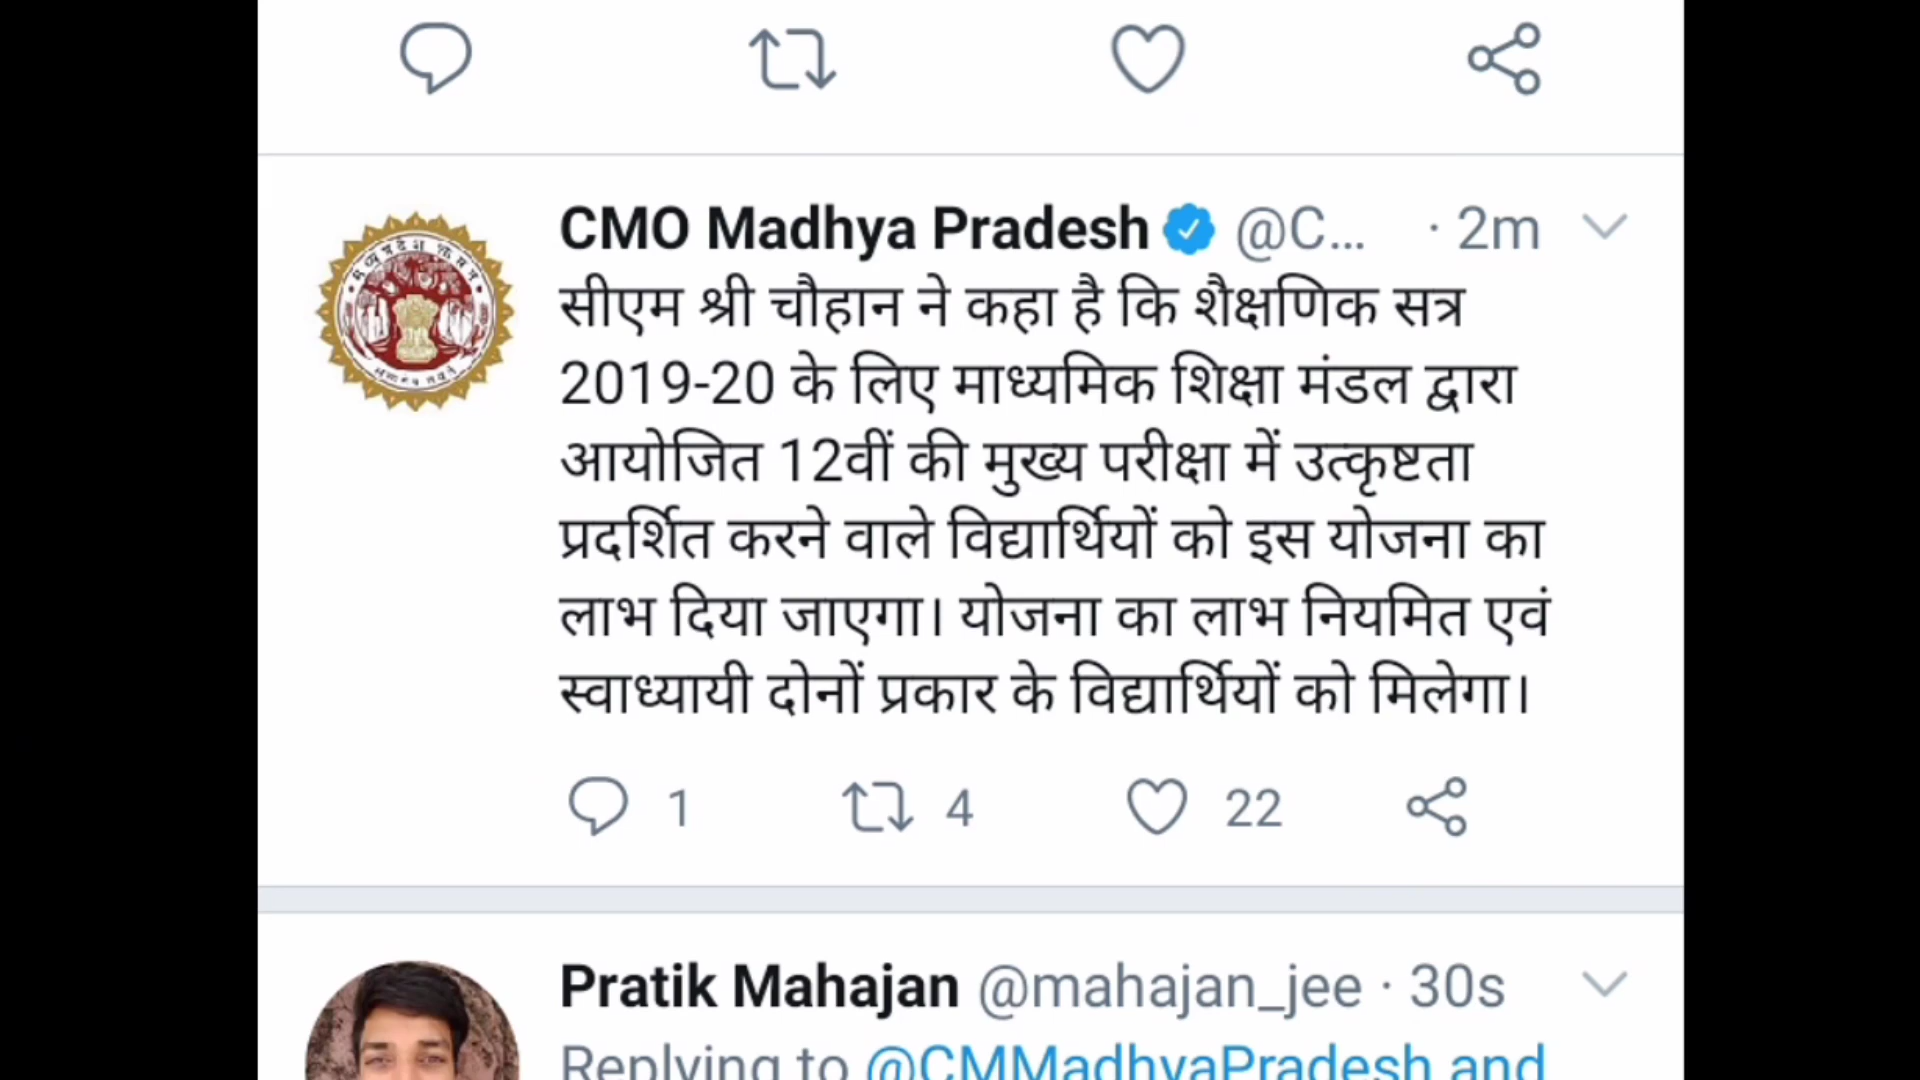 CMO Madhya Pradesh @C... · 2m
सीएम श्री चौहान ने कहा है कि शैक्षणिक सत्र
2019-20 के लिए माध्यमिक शिक्षा मंडल द्वारा
आयोजित 12वीं की मुख्य परीक्षा में उत्कृष्टता
प्रदर्शित करने वाले विद्यार्थियों को इस योजना का
लाभ दिया जाएगा। योजना का लाभ नियमित एवं
स्वाध्यायी दोनों प्रकार के विद्यार्थियों को मिलेगा।
1 4 22
Pratik Mahajan @mahajan_jee · 30s
Replying to @CMMadhyaPradesh and